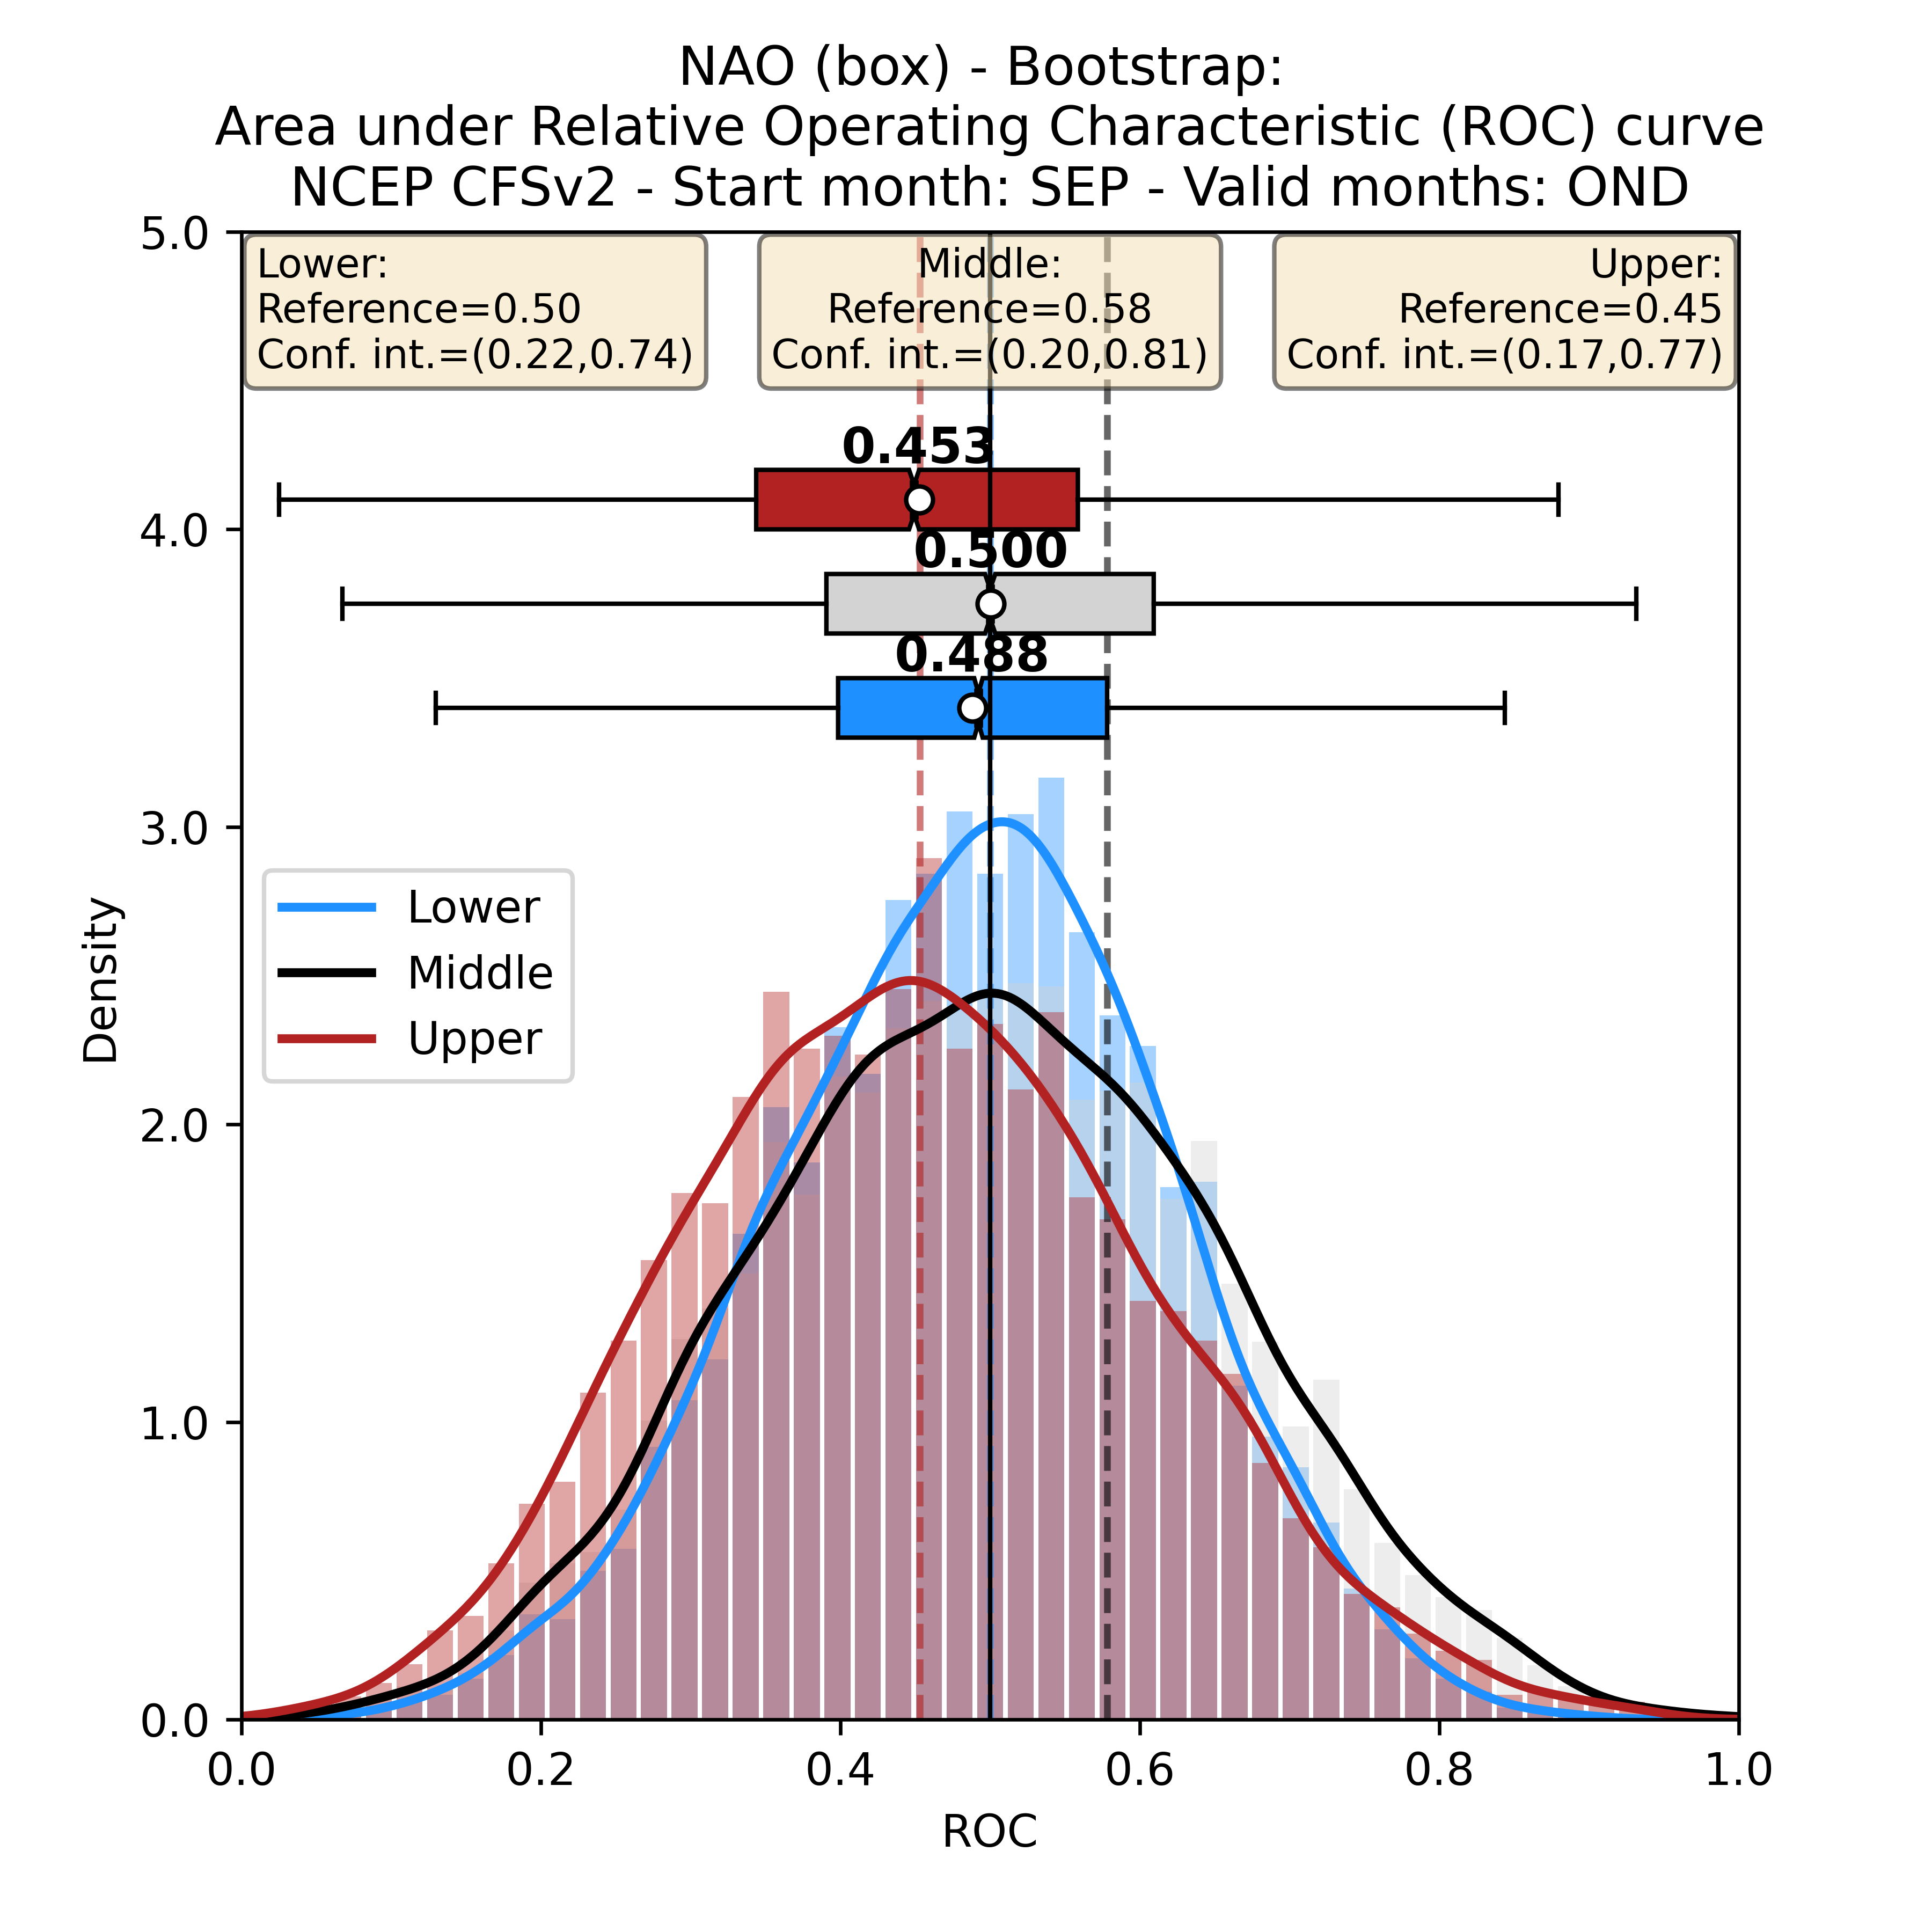 NAO (box) - Bootstrap:
Area under Relative Operating Characteristic (ROC) curve
NCEP CFSv2 - Start month: SEP - Valid months: OND
Lower:
Reference=0.50
Conf. int.=(0.22,0.74)
Middle:
Reference=0.58
Conf. int.=(0.20,0.81)
Upper:
Reference=0.45
Conf. int.=(0.17,0.77)
0.453
0.500
0.488
Lower
Middle
Upper
Density
5.0
4.0
3.0
2.0
1.0
0.0
0.0 0.2 0.4 0.6 0.8 1.0
ROC